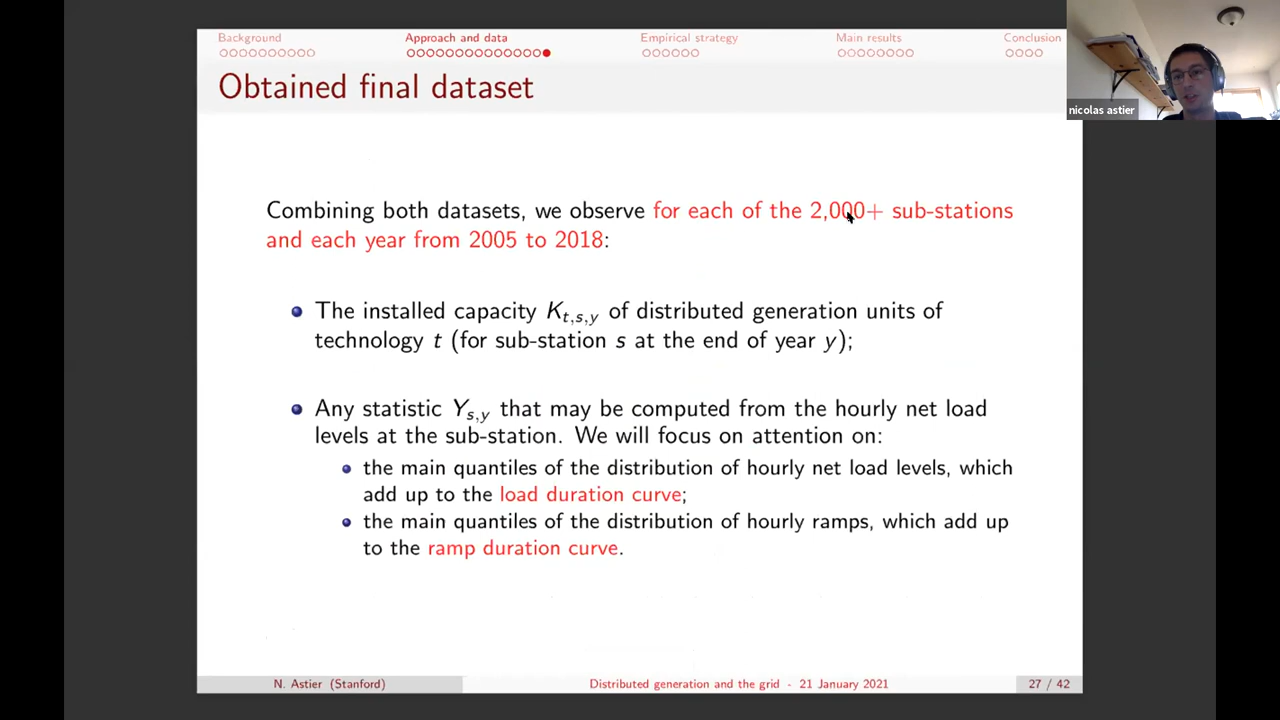 Background Approach and data Empirical strategy Main results Conclusion
Obtained final dataset
nicolas astier
Combining both datasets, we observe for each of the 2,000+ sub-stations
and each year from 2005 to 2018:
The installed capacity Kt,s,y of distributed generation units of
technology t (for sub-station s at the end of year y);
Any statistic Ys,y that may be computed from the hourly net load
levels at the sub-station. We will focus on attention on:
the main quantiles of the distribution of hourly net load levels, which
add up to the load duration curve;
the main quantiles of the distribution of hourly ramps, which add up
to the ramp duration curve.
N. Astier (Stanford) Distributed generation and the grid - 21 January 2021 27 / 42